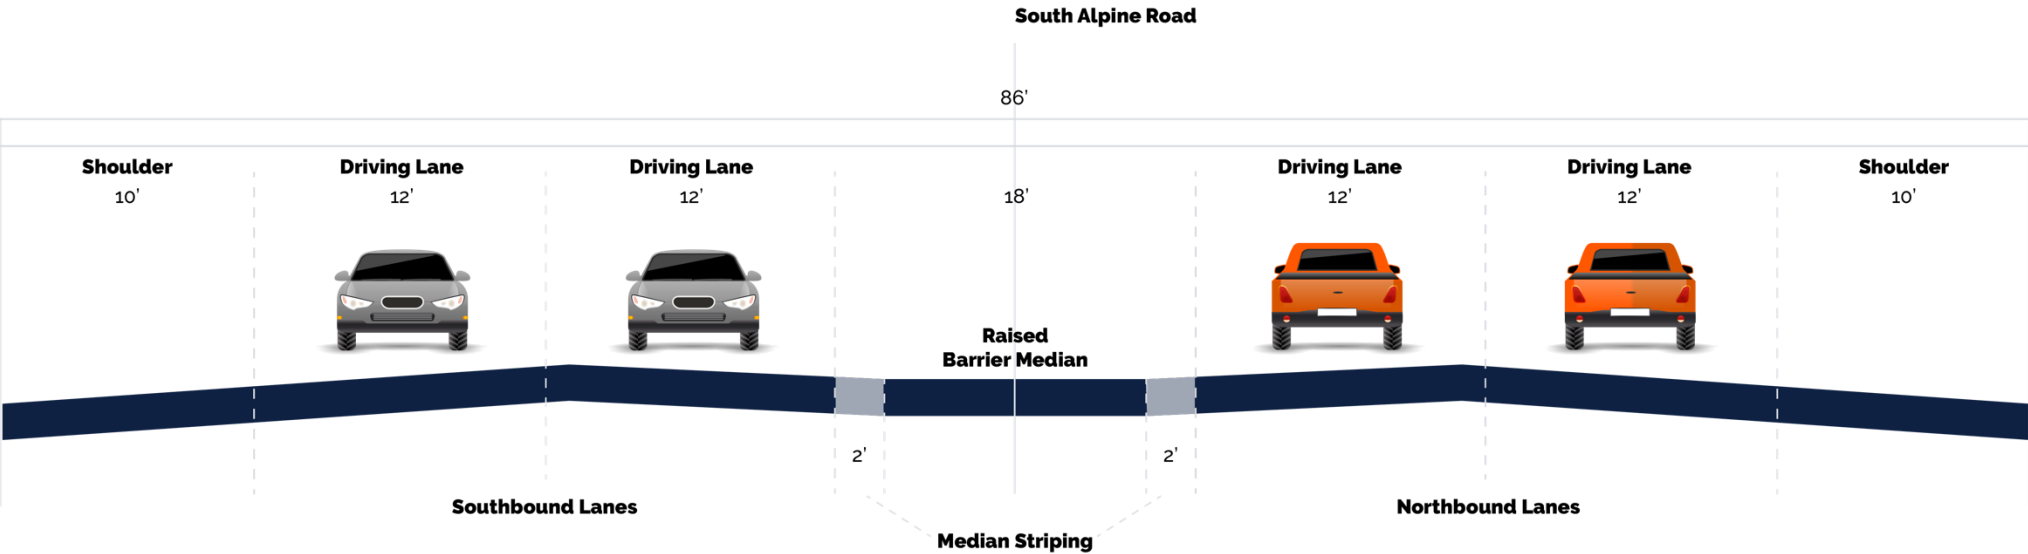 South Alpine Road
86'
Shoulder
10'
Driving Lane
12'
Driving Lane
12'
18'
Driving Lane
12'
Driving Lane
12'
Shoulder
10'
Raised
Barrier Median
2'
2'
Southbound Lanes
Northbound Lanes
Median Striping